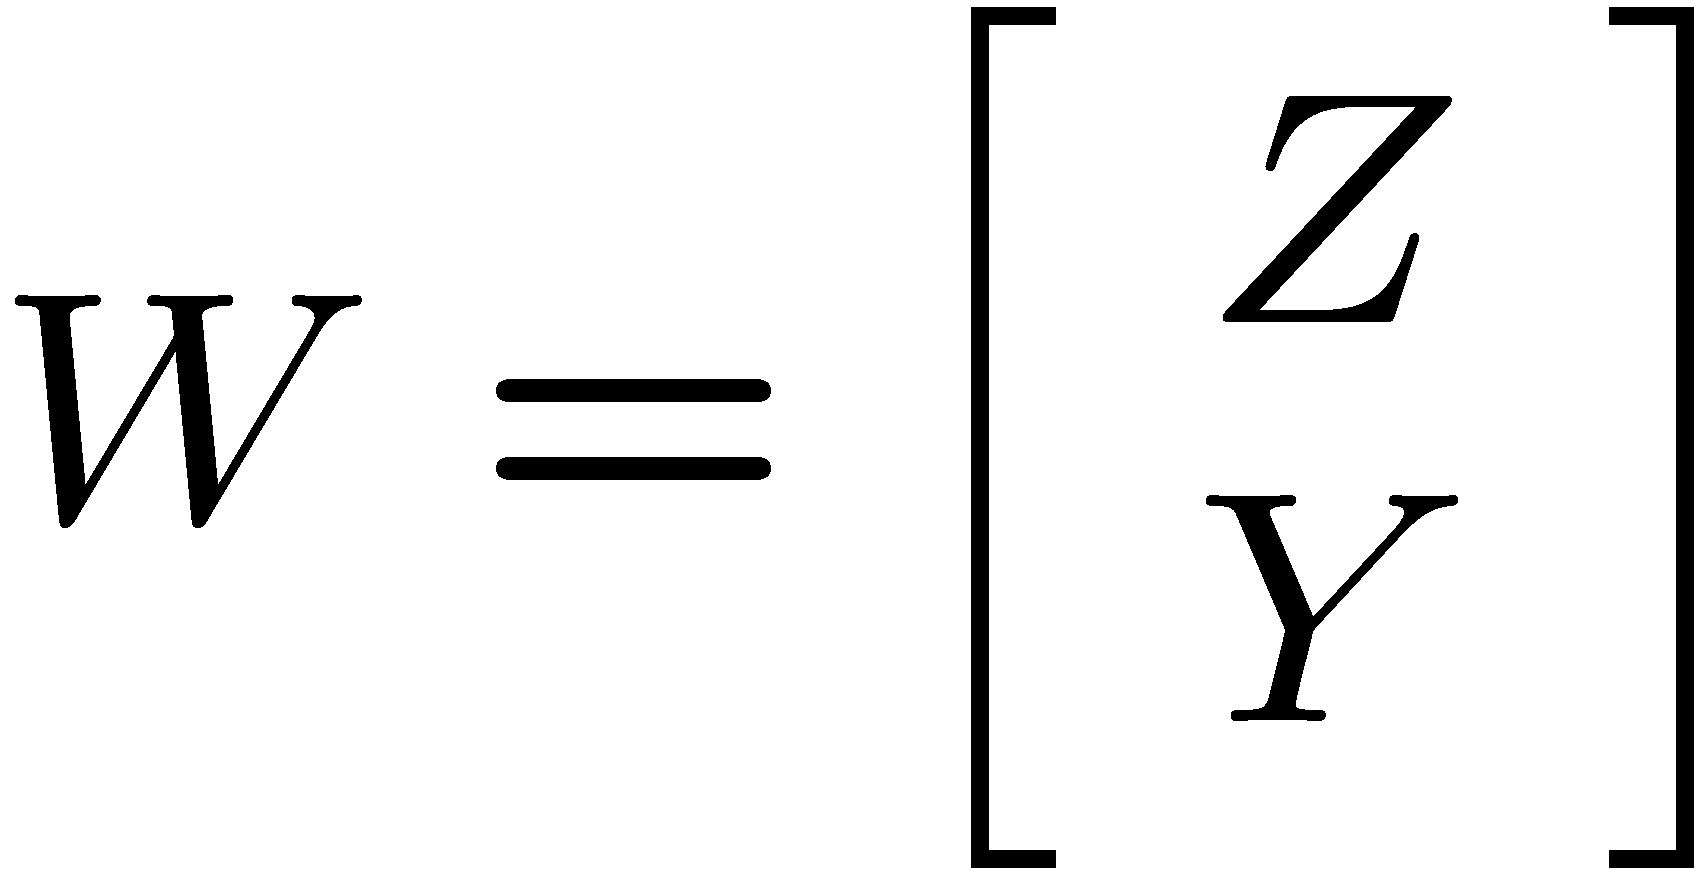 W = [ Z
Y ]